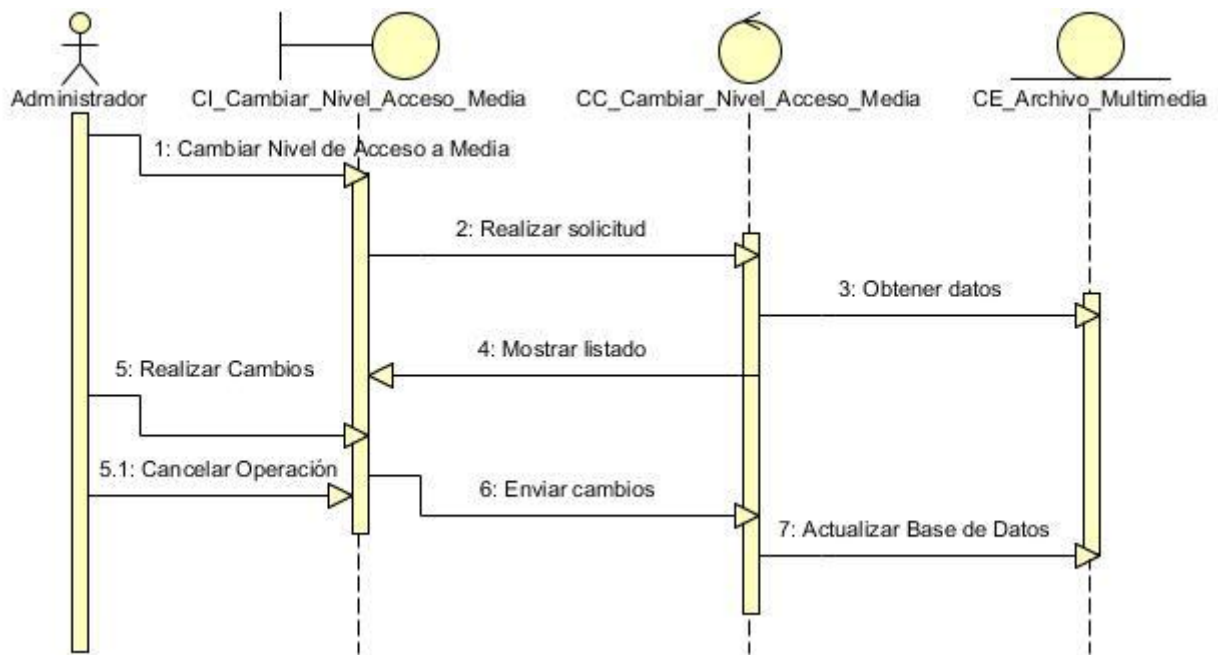 Administrador
CI_Cambiar_Nivel_Acceso_Media
CC_Cambiar_Nivel_Acceso_Media
CE_Archivo_Multimedia
1: Cambiar Nivel de Acceso a Media
2: Realizar solicitud
3: Obtener datos
4: Mostrar listado
5: Realizar Cambios
5.1: Cancelar Operación
6: Enviar cambios
7: Actualizar Base de Datos